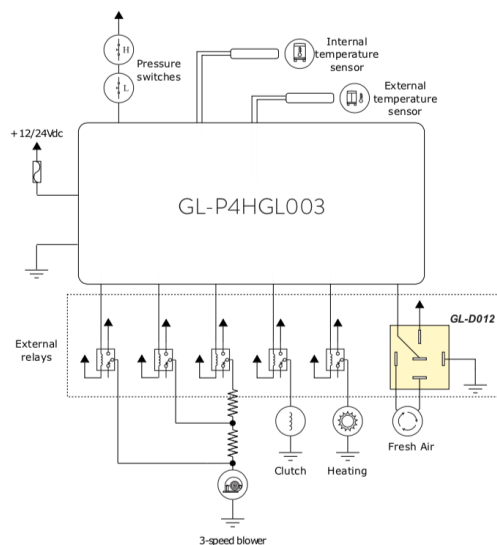 H
L
Pressure
switches
Internal
temperature
sensor
External
temperature
sensor
+12/24Vdc
GL-P4HGL003
GL-D012
External
relays
Fresh Air
Clutch
Heating
3-speed blower